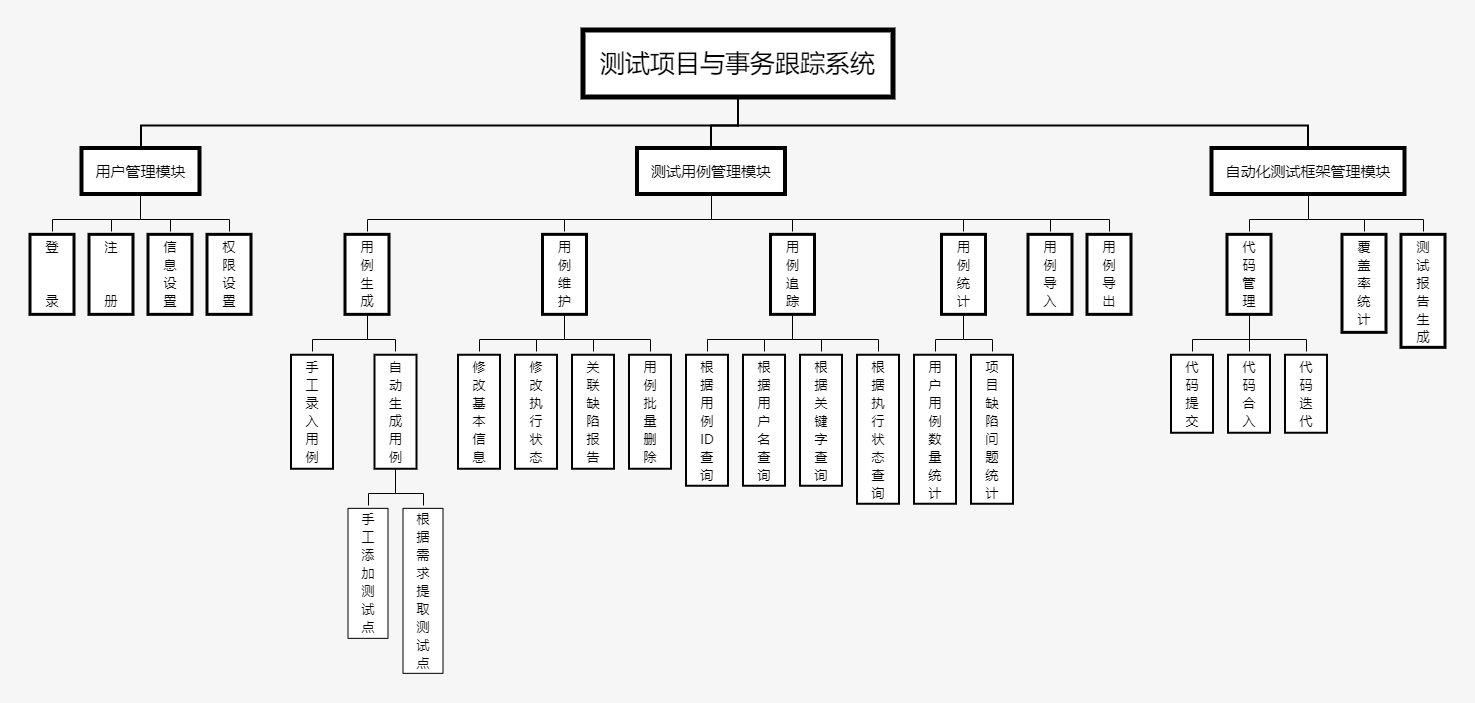 测试项目与事务跟踪系统
用户管理模块
测试用例管理模块
自动化测试框架管理模块
登录
注册
信息设置
权限设置
用例生成
用例维护
用例追踪
用例统计
用例导入
用例导出
代码管理
覆盖率统计
测试报告生成
手工录入用例
自动生成用例
修改基本信息
修改执行状态
关联缺陷报告
用例批量删除
根据用例ID查询
根据用户名查询
根据关键字查询
根据执行状态查询
用户用例数量统计
项目缺陷问题统计
代码提交
代码合入
代码迭代
手工添加测试点
根据需求提取测试点